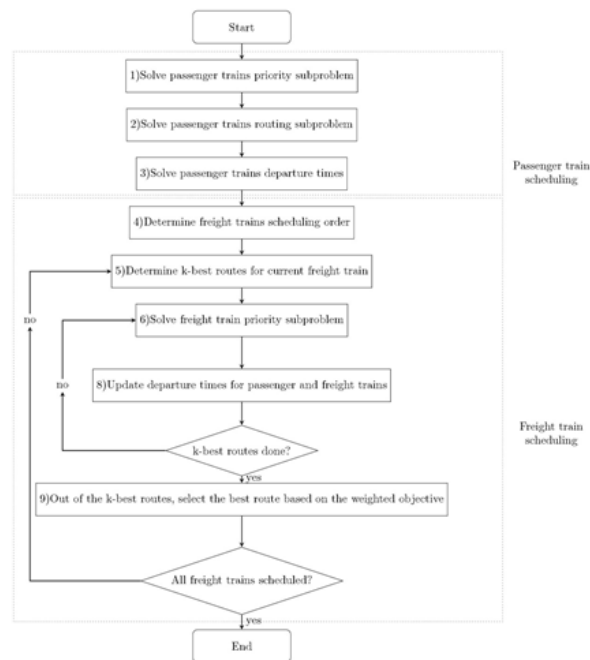 Start
1)Solve passenger trains priority subproblem
2)Solve passenger trains routing subproblem
3)Solve passenger trains departure times
Passenger train
scheduling
4)Determine freight trains scheduling order
5)Determine k-best routes for current freight train
no
6)Solve freight train priority subproblem
no
8)Update departure times for passenger and freight trains
Freight train
scheduling
k-best routes done?
yes
9)Out of the k-best routes, select the best route based on the weighted objective
All freight trains scheduled?
yes
End